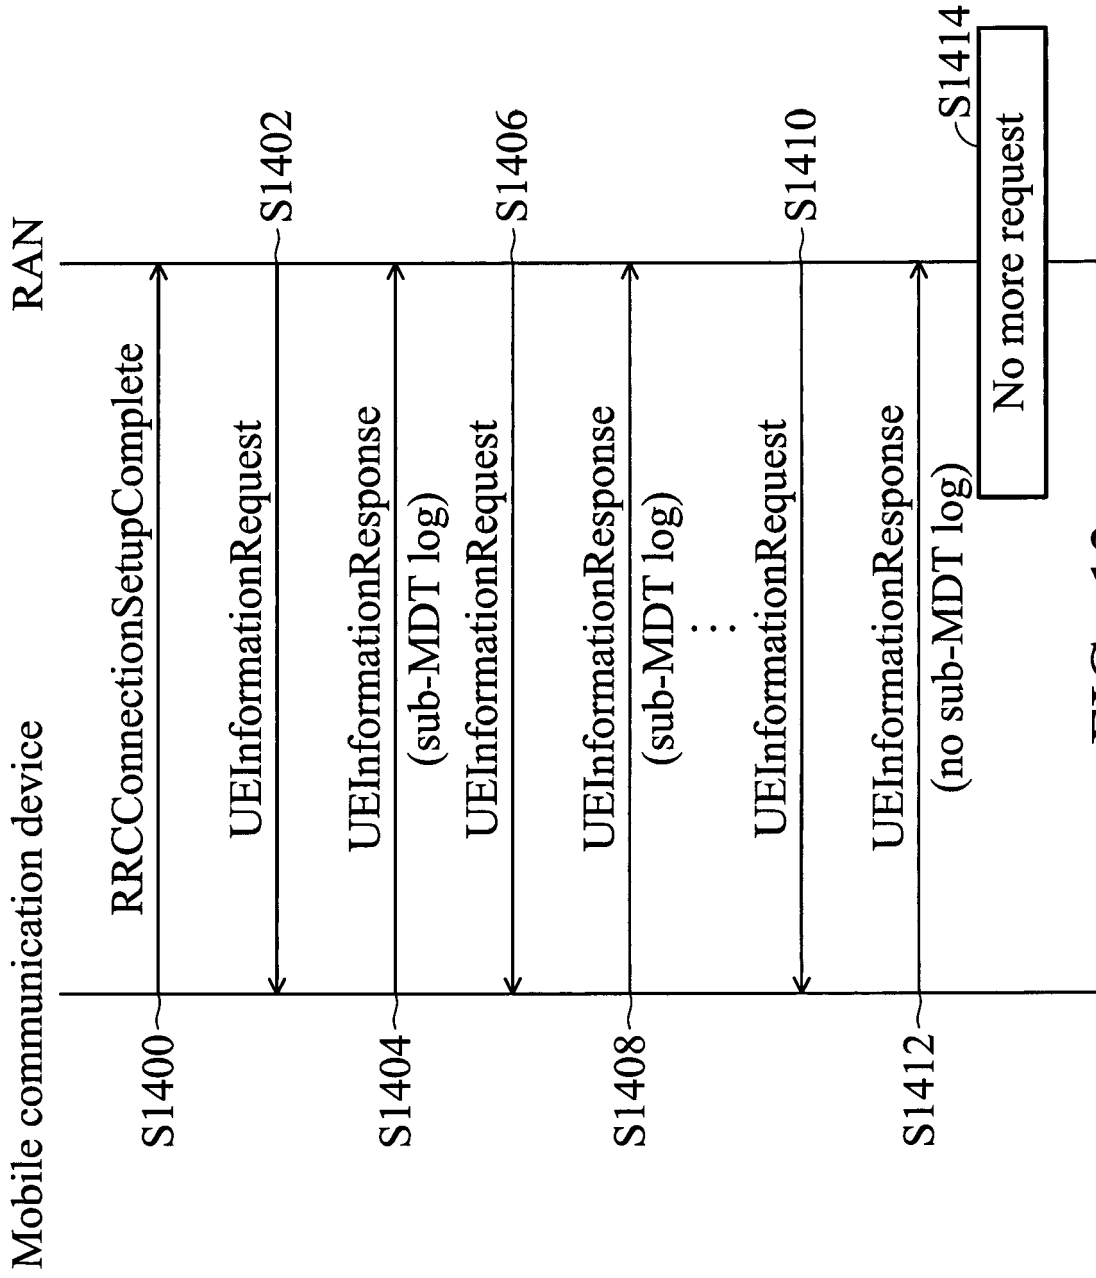 Mobile communication device
RAN
RRCConnectionSetupComplete
S1400
UEInformationRequest
S1402
UEInformationResponse
(sub-MDT log)
S1404
UEInformationRequest
S1406
UEInformationResponse
(sub-MDT log)
S1408
...
UEInformationRequest
S1410
UEInformationResponse
(no sub-MDT log)
S1412
S1414
No more request